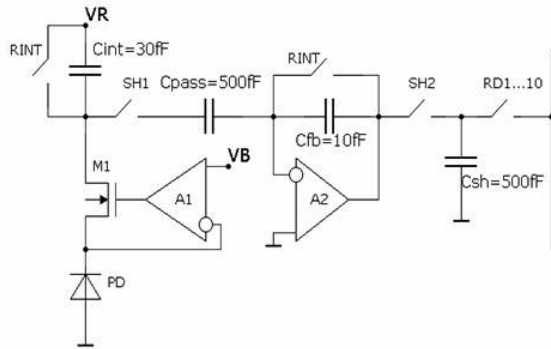 VR
RINT
Cint=30fF
SH1
Cpass=500fF
RINT
Cfb=10fF
SH2
RD1...10
Csh=500fF
M1
VB
A1
A2
PD